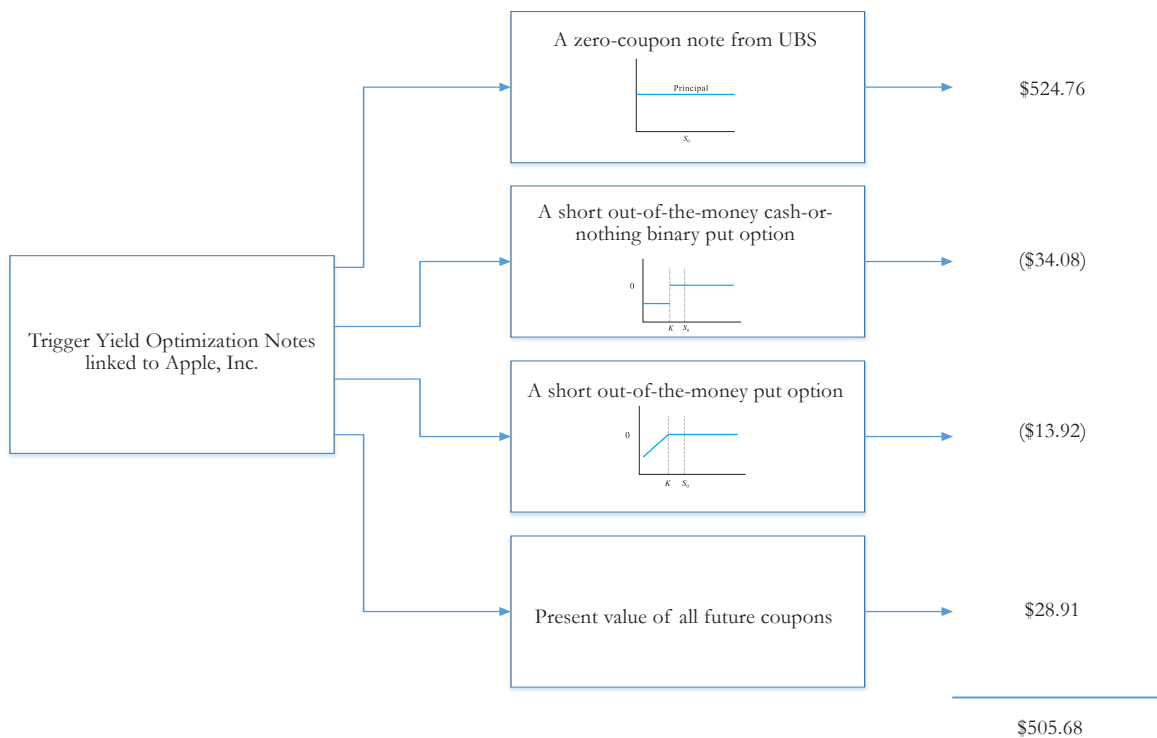 A zero-coupon note from UBS
Principal
S0
$524.76
A short out-of-the-money cash-or-
nothing binary put option
0
K S0
($34.08)
Trigger Yield Optimization Notes
linked to Apple, Inc.
A short out-of-the-money put option
0
K S0
($13.92)
Present value of all future coupons
$28.91
$505.68